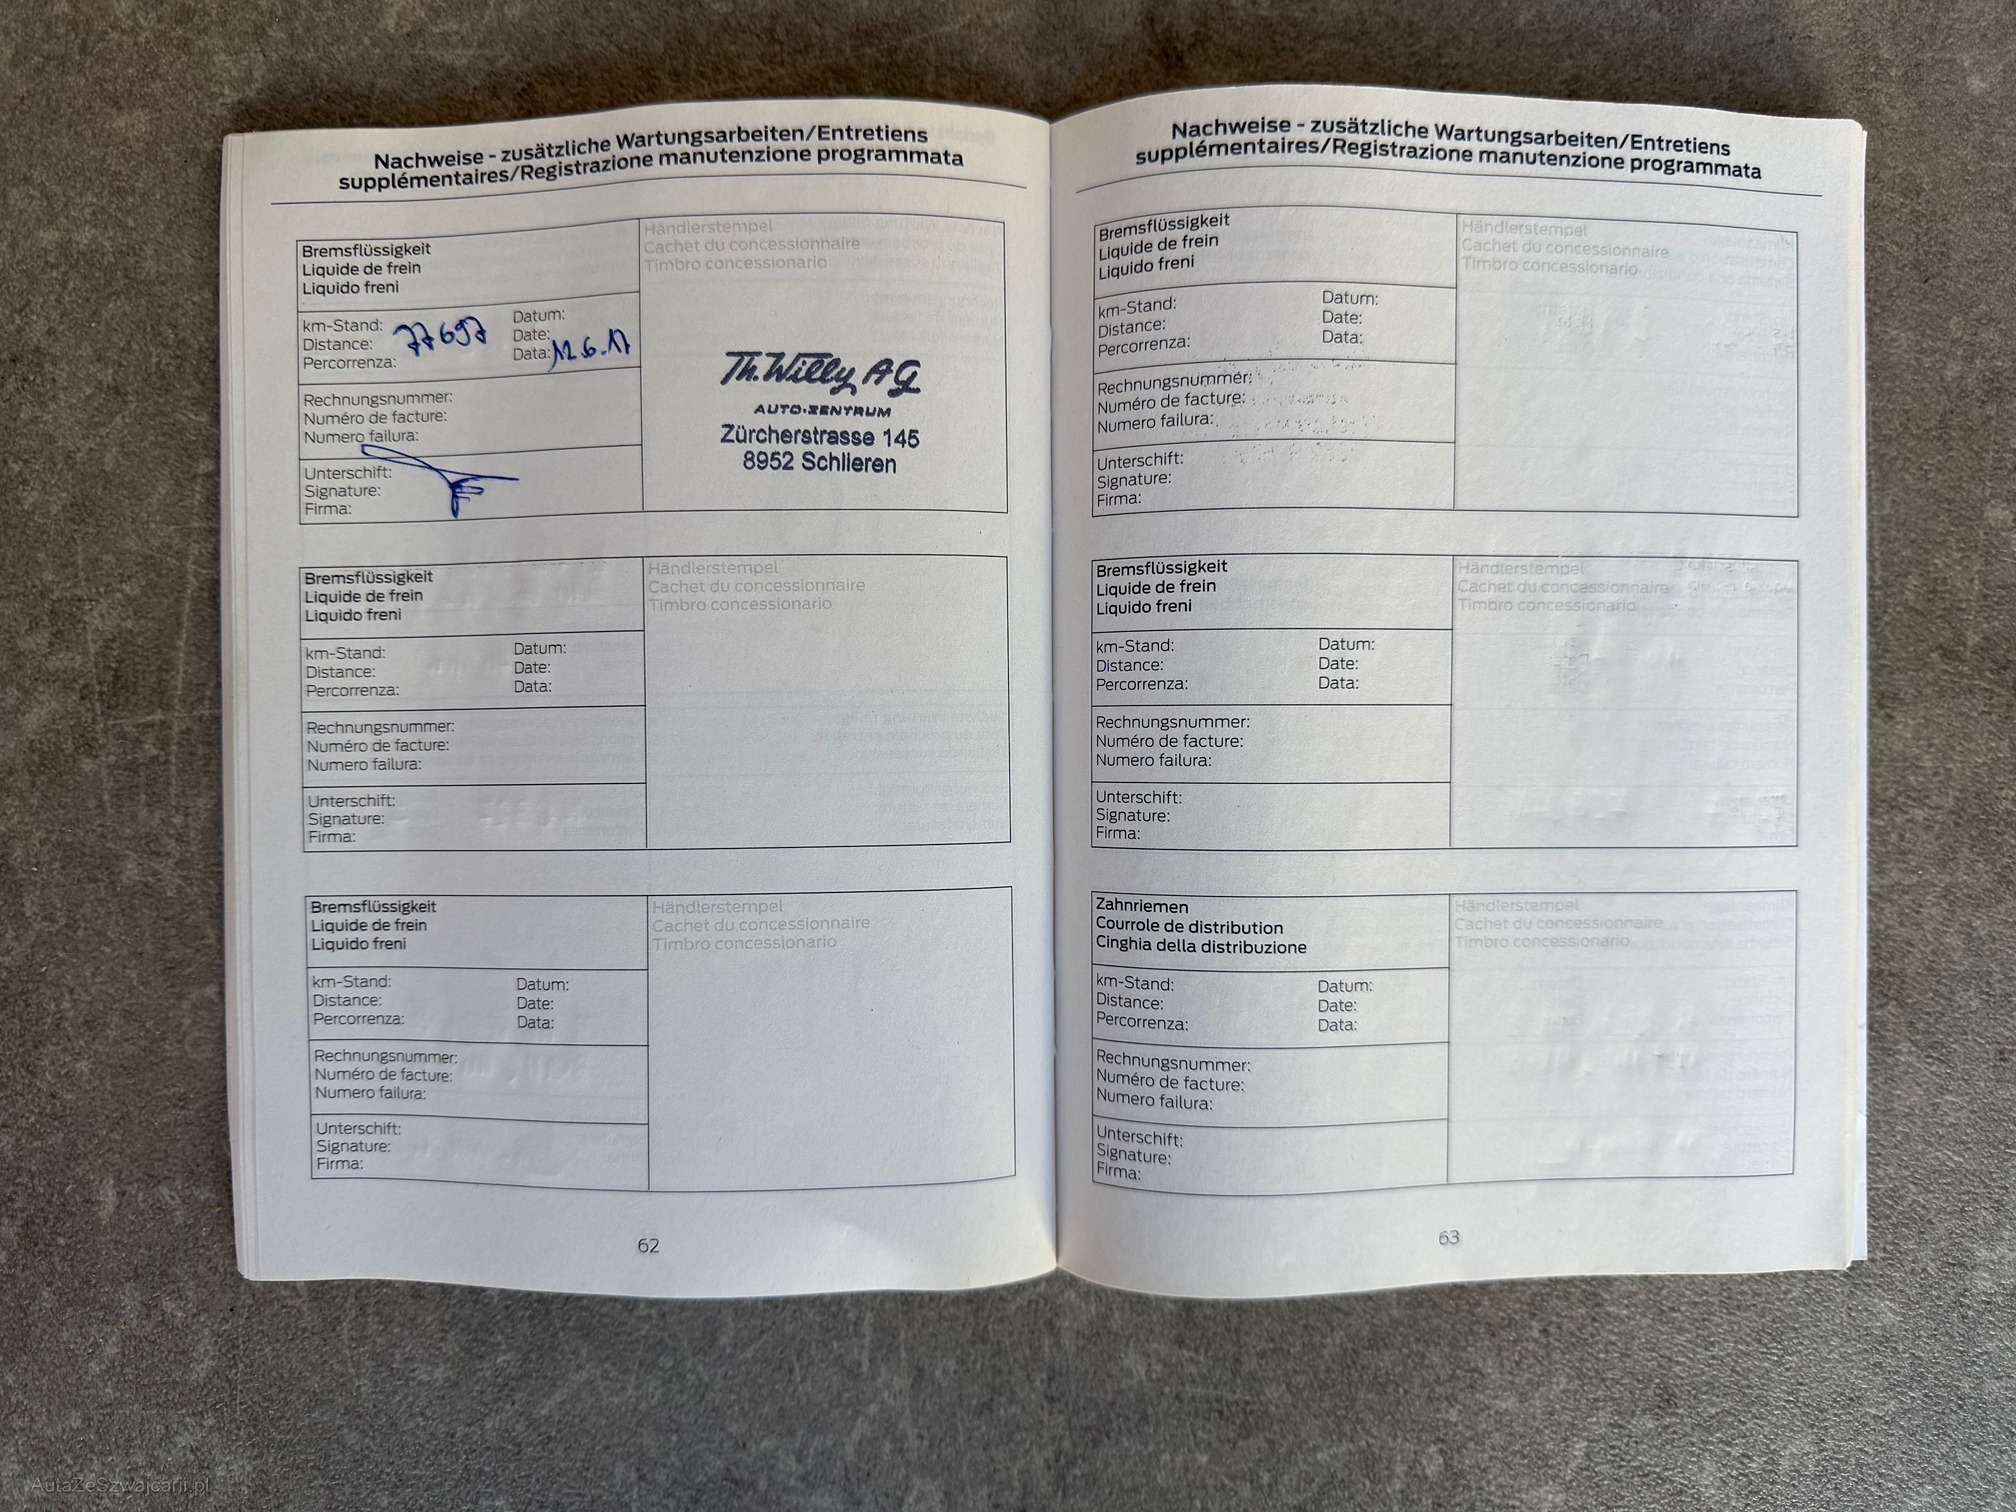 Nachweise - zusätzliche Wartungsarbeiten/Entretiens
supplémentaires/Registrazione manutenzione programmata
Bremsflüssigkeit
Liquide de frein
Liquido freni
Händlerstempel
Cachet du concessionnaire
Timbro concessionario
km-Stand:
Distance: 77697
Percorrenza:
Datum:
Date:
Data: 12.6.17
Rechnungsnummer:
Numéro de facture:
Numero failura:
Unterschift:
Signature:
Firma:
Th. Willy AG
AUTO-ZENTRUM
Zürcherstrasse 145
8952 Schlieren
Bremsflüssigkeit
Liquide de frein
Liquido freni
Händlerstempel
Cachet du concessionnaire
Timbro concessionario
km-Stand:
Distance:
Percorrenza:
Datum:
Date:
Data:
Rechnungsnummer:
Numéro de facture:
Numero failura:
Unterschift:
Signature:
Firma:
Bremsflüssigkeit
Liquide de frein
Liquido freni
Händlerstempel
Cachet du concessionnaire
Timbro concessionario
km-Stand:
Distance:
Percorrenza:
Datum:
Date:
Data:
Rechnungsnummer:
Numéro de facture:
Numero failura:
Unterschift:
Signature:
Firma:
62
Nachweise - zusätzliche Wartungsarbeiten/Entretiens
supplémentaires/Registrazione manutenzione programmata
Bremsflüssigkeit
Liquide de frein
Liquido freni
Händlerstempel
Cachet du concessionnaire
Timbro concessionario
km-Stand:
Distance:
Percorrenza:
Datum:
Date:
Data:
Rechnungsnummer:
Numéro de facture:
Numero failura:
Unterschift:
Signature:
Firma:
Bremsflüssigkeit
Liquide de frein
Liquido freni
Händlerstempel
Cachet du concessionnaire
Timbro concessionario
km-Stand:
Distance:
Percorrenza:
Datum:
Date:
Data:
Rechnungsnummer:
Numéro de facture:
Numero failura:
Unterschift:
Signature:
Firma:
Zahnriemen
Courrole de distribution
Cinghia della distribuzione
Händlerstempel
Cachet du concessionnaire
Timbro concessionario
km-Stand:
Distance:
Percorrenza:
Datum:
Date:
Data:
Rechnungsnummer:
Numéro de facture:
Numero failura:
Unterschift:
Signature:
Firma:
63
AutaZeSzwajcarii.pl